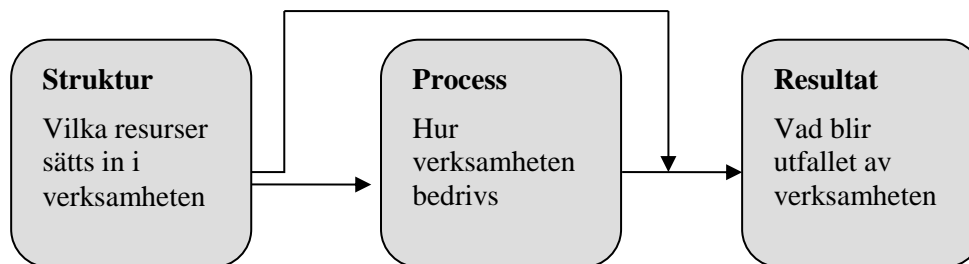 Struktur
Vilka resurser
sätts in i
verksamheten
Process
Hur
verksamheten
bedrivs
Resultat
Vad blir
utfallet av
verksamheten